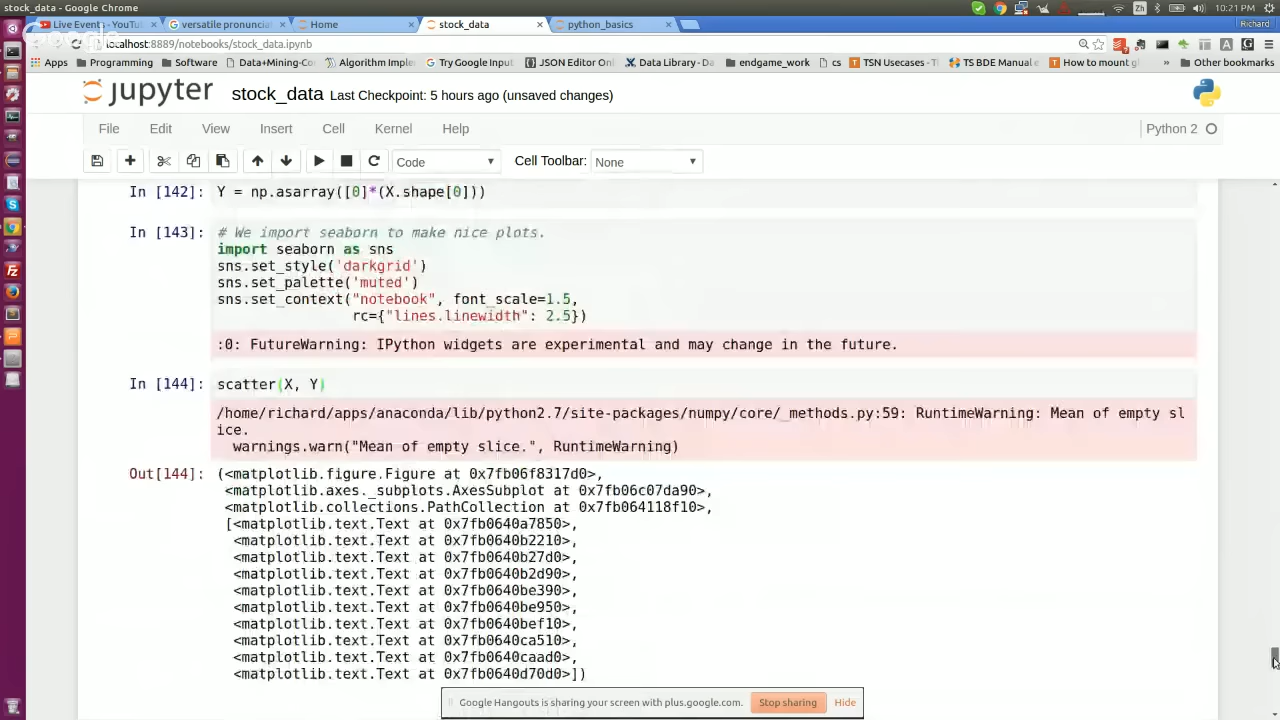 stock_data - Google Chrome
Zh
10:21 PM
Live Events - YouTu
versatile pronuncia
Home
stock_data
python_basics
Richard
Google
localhost:8889/notebooks/stock_data.ipynb
Apps Programming Software Data+Mining-Co Algorithm Implem Try Google Input JSON Editor Onli Data Library - Da endgame_work cs TSN Usecases - T TS BDE Manual e How to mount g » Other bookmarks
jupyter stock_data Last Checkpoint: 5 hours ago (unsaved changes)
File Edit View Insert Cell Kernel Help Python 2
Code Cell Toolbar: None
In [142]: Y = np.asarray([0]*(X.shape[0]))
In [143]: # We import seaborn to make nice plots.
import seaborn as sns
sns.set_style('darkgrid')
sns.set_palette('muted')
sns.set_context("notebook", font_scale=1.5,
rc={"lines.linewidth": 2.5})
:0: FutureWarning: IPython widgets are experimental and may change in the future.
In [144]: scatter(X, Y)
/home/richard/apps/anaconda/lib/python2.7/site-packages/numpy/core/_methods.py:59: RuntimeWarning: Mean of empty sl
ice.
warnings.warn("Mean of empty slice.", RuntimeWarning)
Out[144]: (<matplotlib.figure.Figure at 0x7fb06f8317d0>,
<matplotlib.axes._subplots.AxesSubplot at 0x7fb06c07da90>,
<matplotlib.collections.PathCollection at 0x7fb064118f10>,
[<matplotlib.text.Text at 0x7fb0640a7850>,
<matplotlib.text.Text at 0x7fb0640b2210>,
<matplotlib.text.Text at 0x7fb0640b27d0>,
<matplotlib.text.Text at 0x7fb0640b2d90>,
<matplotlib.text.Text at 0x7fb0640be390>,
<matplotlib.text.Text at 0x7fb0640be950>,
<matplotlib.text.Text at 0x7fb0640bef10>,
<matplotlib.text.Text at 0x7fb0640ca510>,
<matplotlib.text.Text at 0x7fb0640caad0>,
<matplotlib.text.Text at 0x7fb0640d70d0>])
Google Hangouts is sharing your screen with plus.google.com. Stop sharing Hide